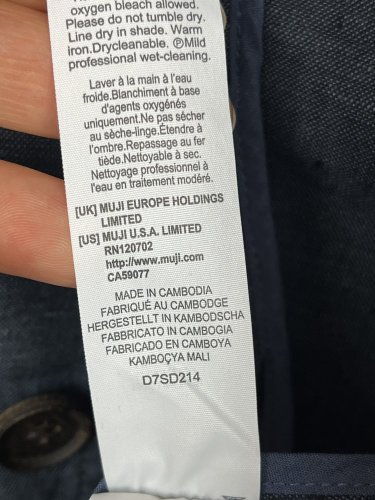 oxygen bleach allowed.
Please do not tumble dry.
Line dry in shade. Warm
iron.Drycleanable. ⓅMild
professional wet-cleaning.
Laver à la main à l'eau
froide.Blanchiment à base
d'agents oxygénés
uniquement.Ne pas sécher
au sèche-linge.Étendre à
l'ombre.Repassage au fer
tiède.Nettoyable à sec.
Nettoyage professionnel à
l'eau en traitement modéré.
[UK] MUJI EUROPE HOLDINGS
LIMITED
[US] MUJI U.S.A. LIMITED
RN120702
http://www.muji.com
CA59077
MADE IN CAMBODIA
FABRIQUÉ AU CAMBODGE
HERGESTELLT IN KAMBODSCHA
FABBRICATO IN CAMBOGIA
FABRICADO EN CAMBOYA
KAMBOÇYA MALI
D7SD214